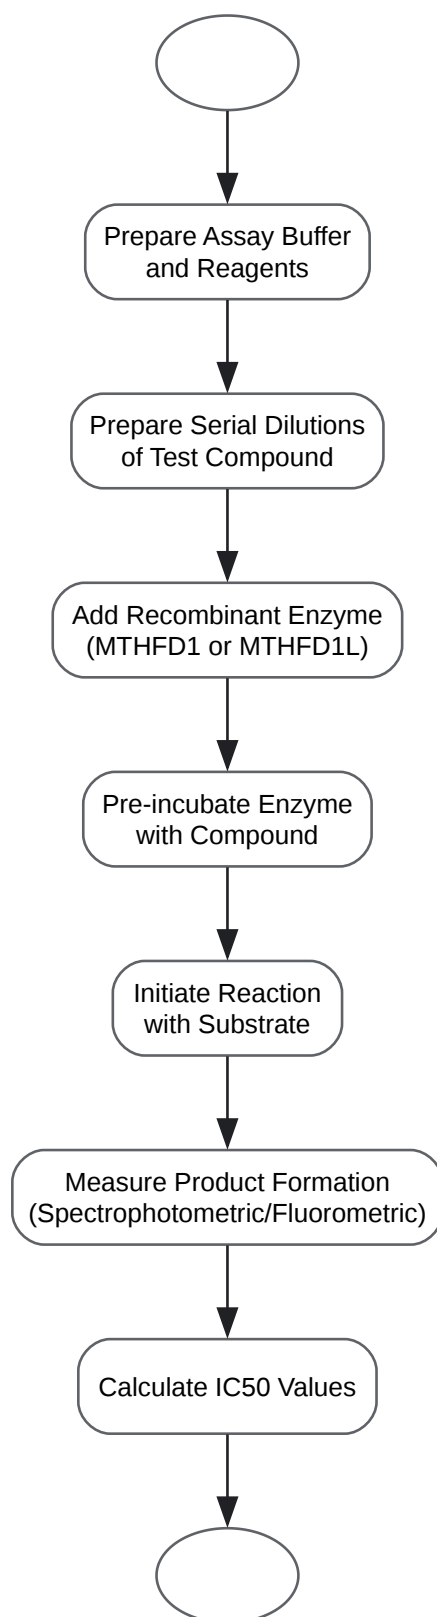 Prepare Assay Buffer
and Reagents
Prepare Serial Dilutions
of Test Compound
Add Recombinant Enzyme
(MTHFD1 or MTHFD1L)
Pre-incubate Enzyme
with Compound
Initiate Reaction
with Substrate
Measure Product Formation
(Spectrophotometric/Fluorometric)
Calculate IC50 Values